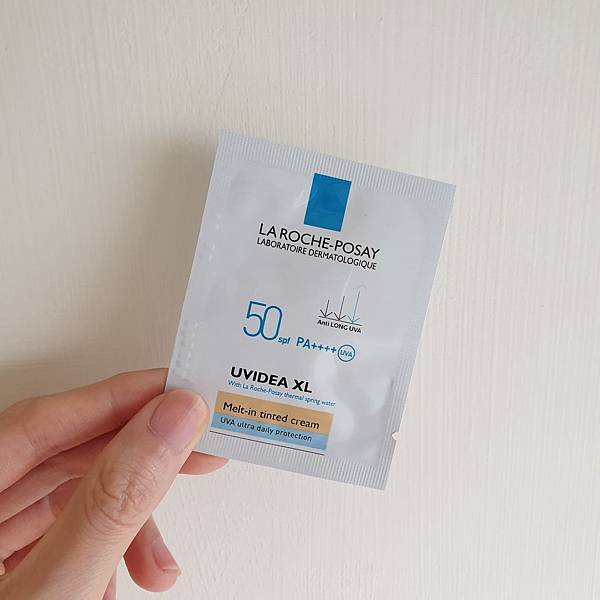 LA ROCHE-POSAY
LABORATOIRE DERMATOLOGIQUE
Anti LONG UVA
50 spf PA++++ UVA
UVIDEA XL
With La Roche-Posay thermal spring water
Melt-in tinted cream
UVA ultra daily protection